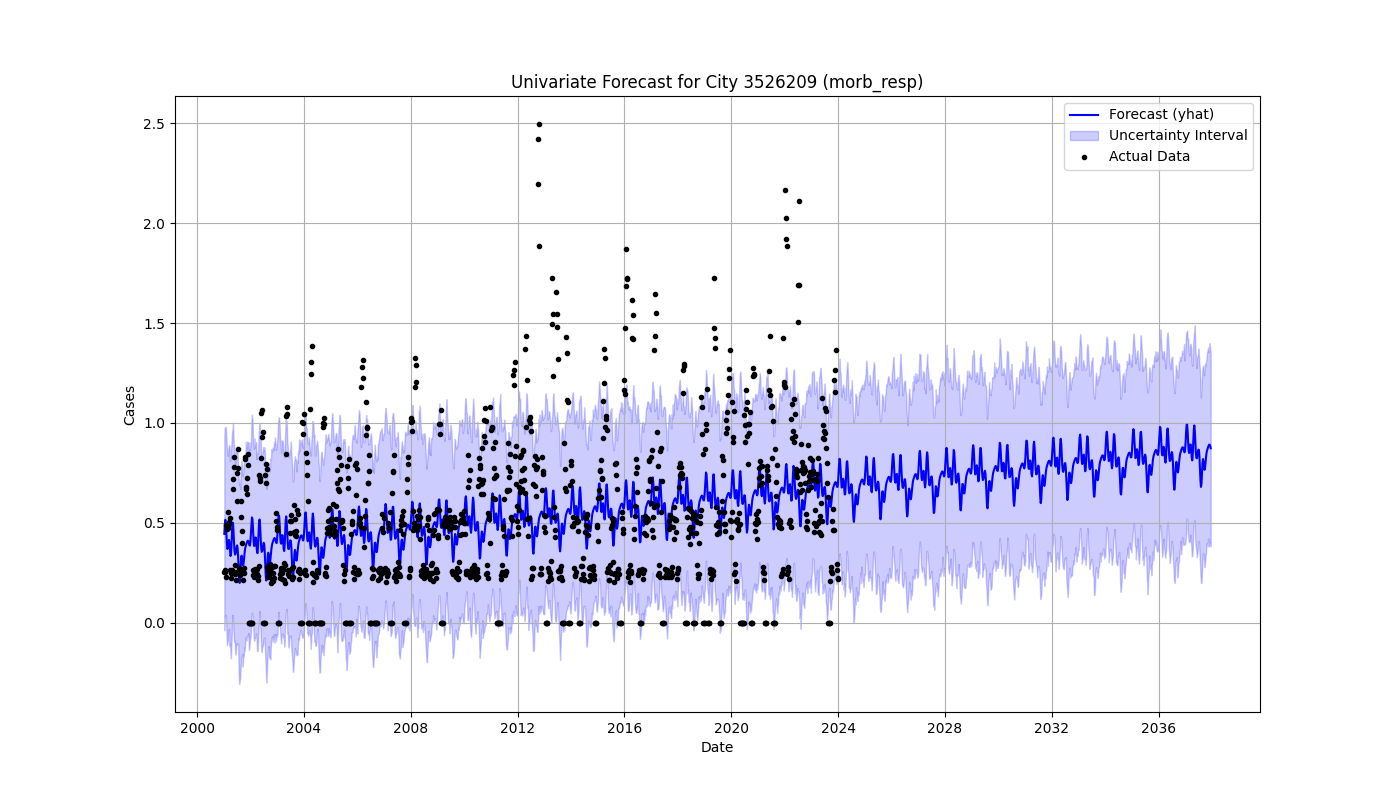 Univariate Forecast for City 3526209 (morb_resp)
Forecast (yhat)
Uncertainty Interval
Actual Data
Cases
2.5
2.0
1.5
1.0
0.5
0.0
2000 2004 2008 2012 2016 2020 2024 2028 2032 2036
Date